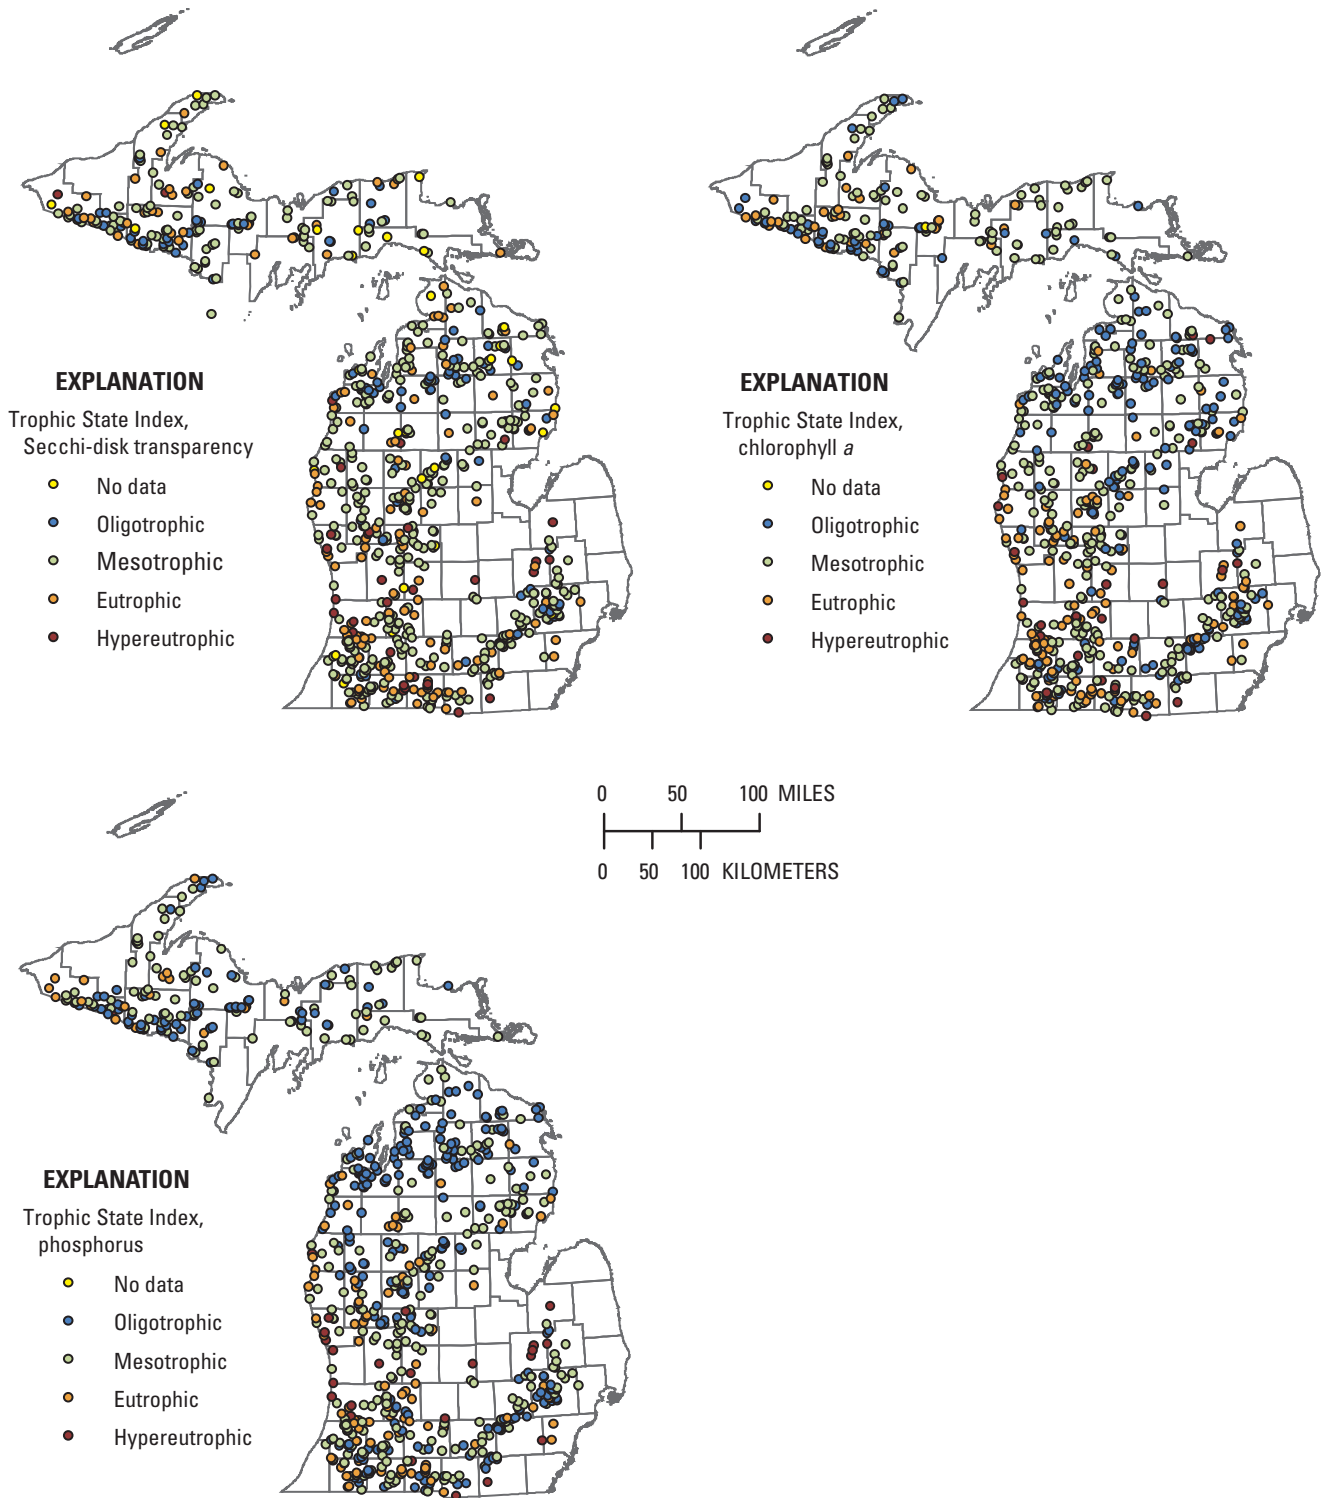 EXPLANATION
Trophic State Index,
Secchi-disk transparency
No data
Oligotrophic
Mesotrophic
Eutrophic
Hypereutrophic
EXPLANATION
Trophic State Index,
chlorophyll a
No data
Oligotrophic
Mesotrophic
Eutrophic
Hypereutrophic
0 50 100 MILES
0 50 100 KILOMETERS
EXPLANATION
Trophic State Index,
phosphorus
No data
Oligotrophic
Mesotrophic
Eutrophic
Hypereutrophic